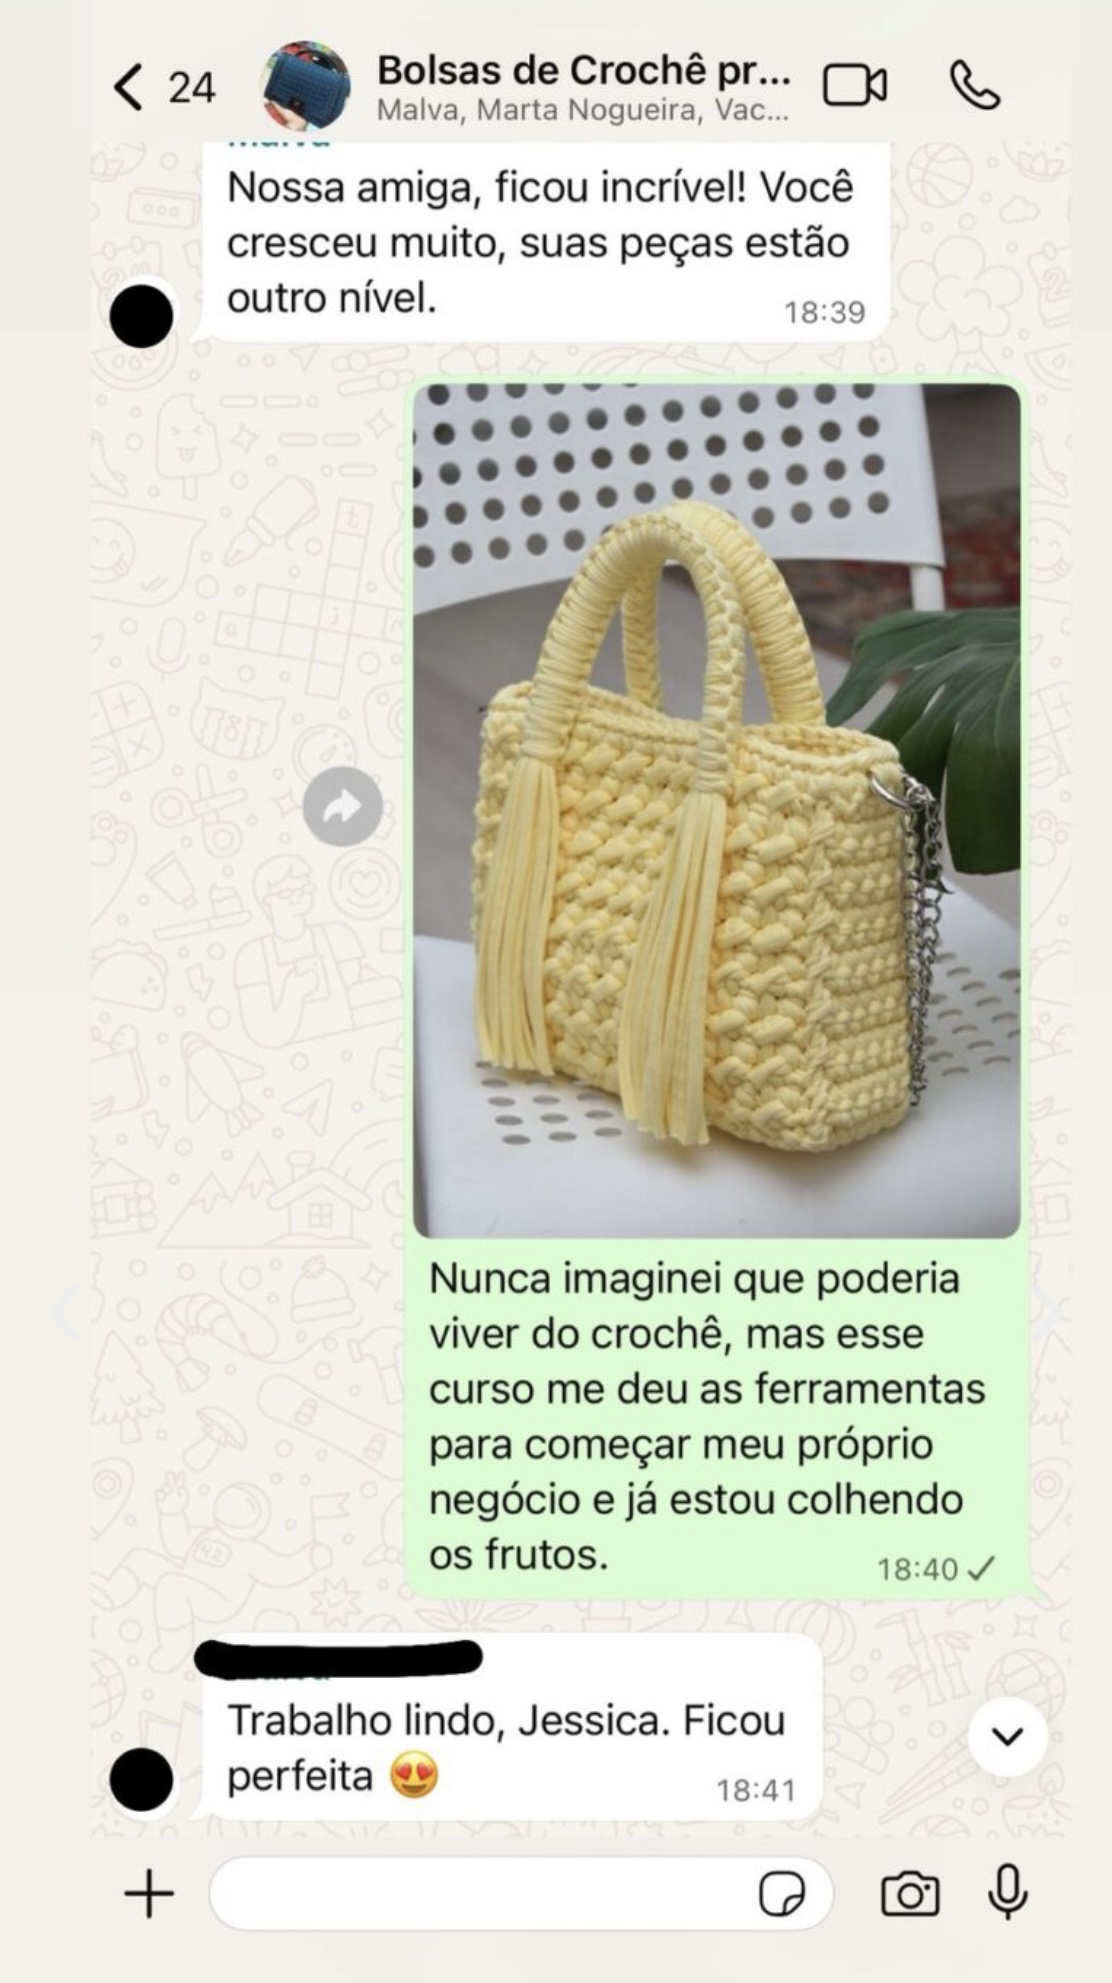 24
Bolsas de Crochê pr...
Malva, Marta Nogueira, Vac...
Malva
Nossa amiga, ficou incrível! Você
cresceu muito, suas peças estão
outro nível.
18:39
Nunca imaginei que poderia
viver do crochê, mas esse
curso me deu as ferramentas
para começar meu próprio
negócio e já estou colhendo
os frutos.
18:40
Trabalho lindo, Jessica. Ficou
perfeita 😍
18:41